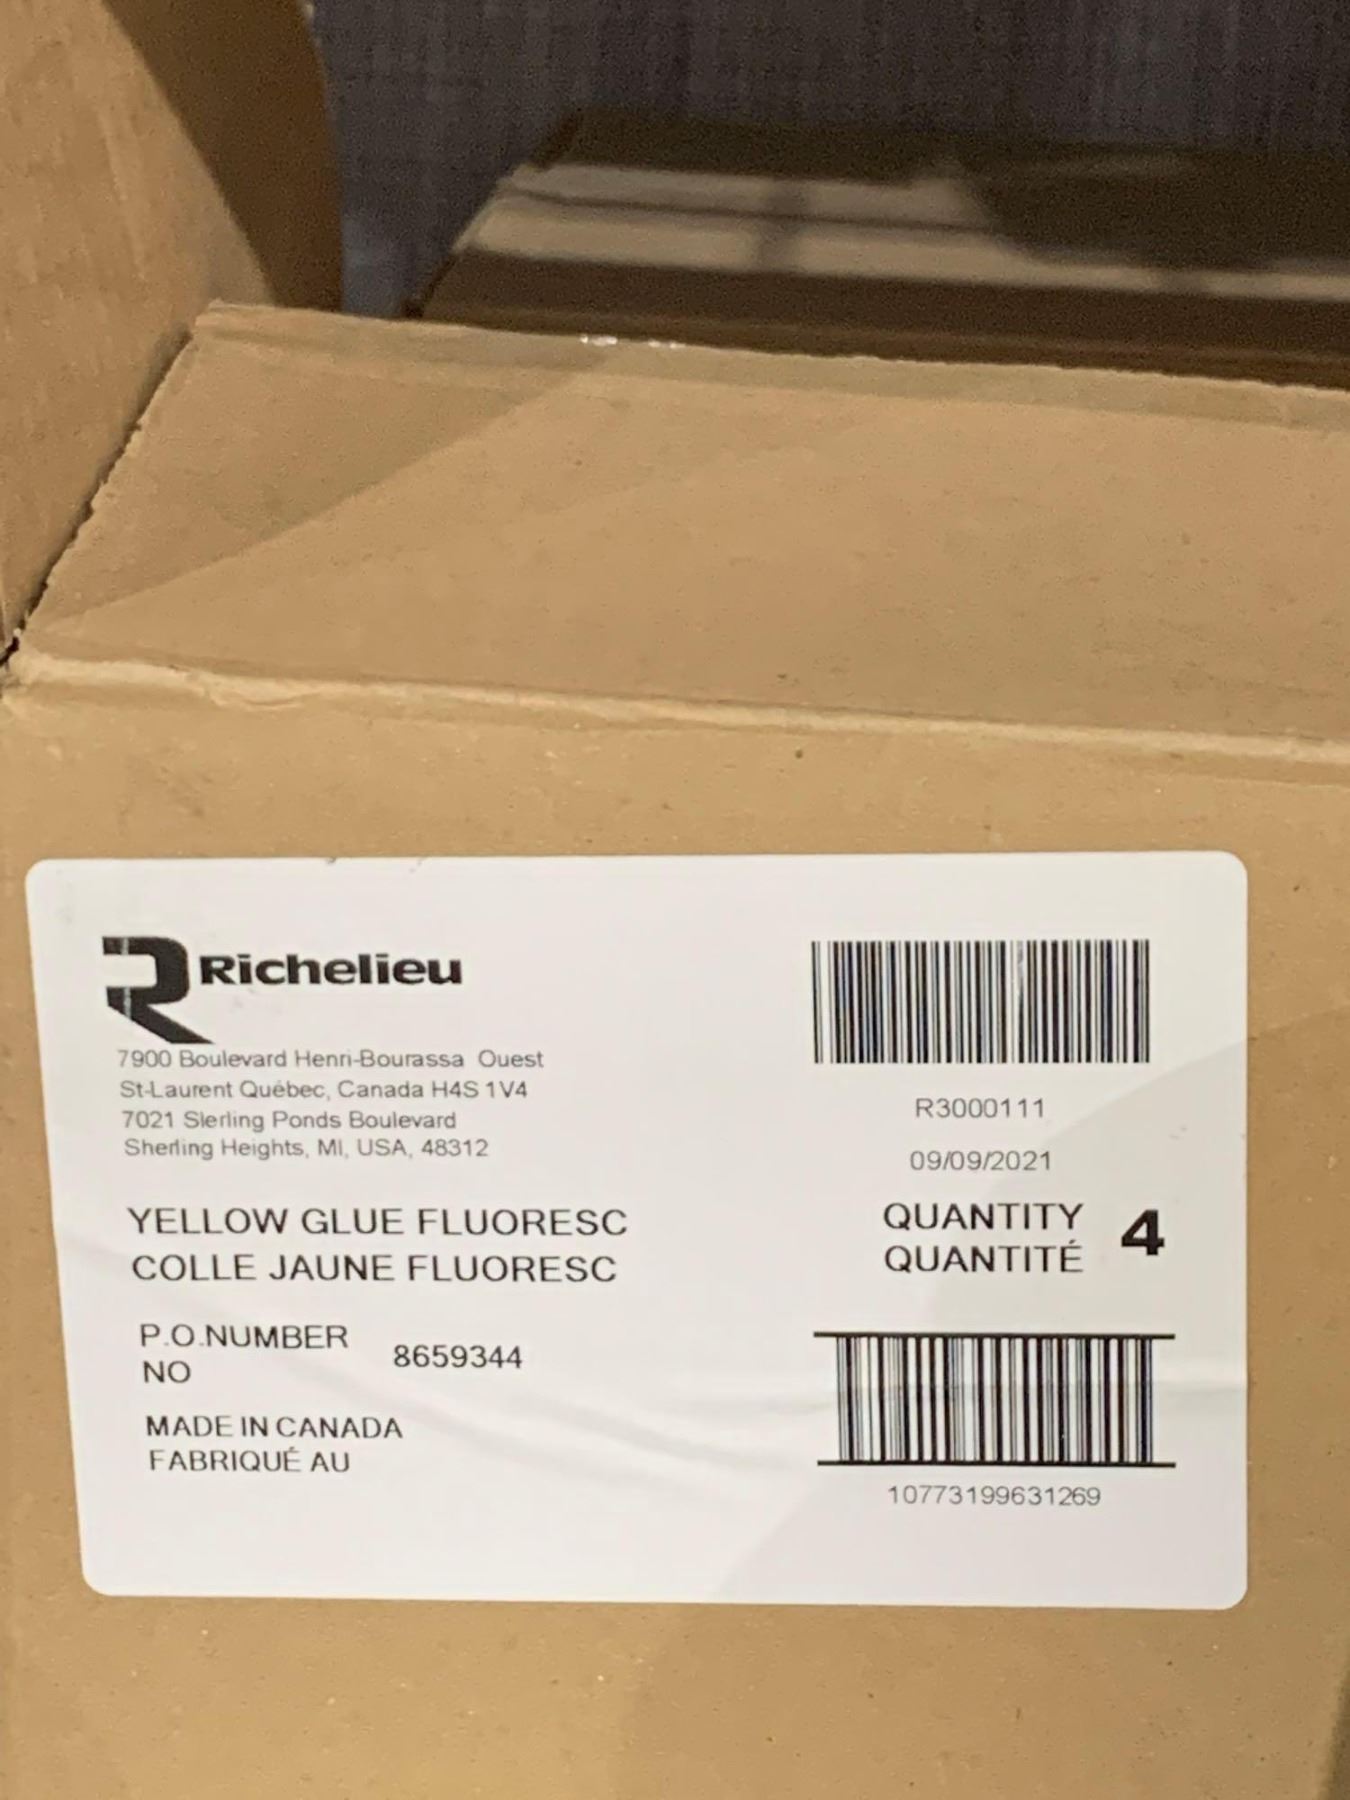 Richelieu
7900 Boulevard Henri-Bourassa Ouest
St-Laurent Québec, Canada H4S 1V4
7021 Slerling Ponds Boulevard
Sherling Heights, MI, USA, 48312
R3000111
09/09/2021
YELLOW GLUE FLUORESC
COLLE JAUNE FLUORESC
QUANTITY
QUANTITÉ
4
P.O.NUMBER
NO
8659344
MADE IN CANADA
FABRIQUÉ AU
10773199631269